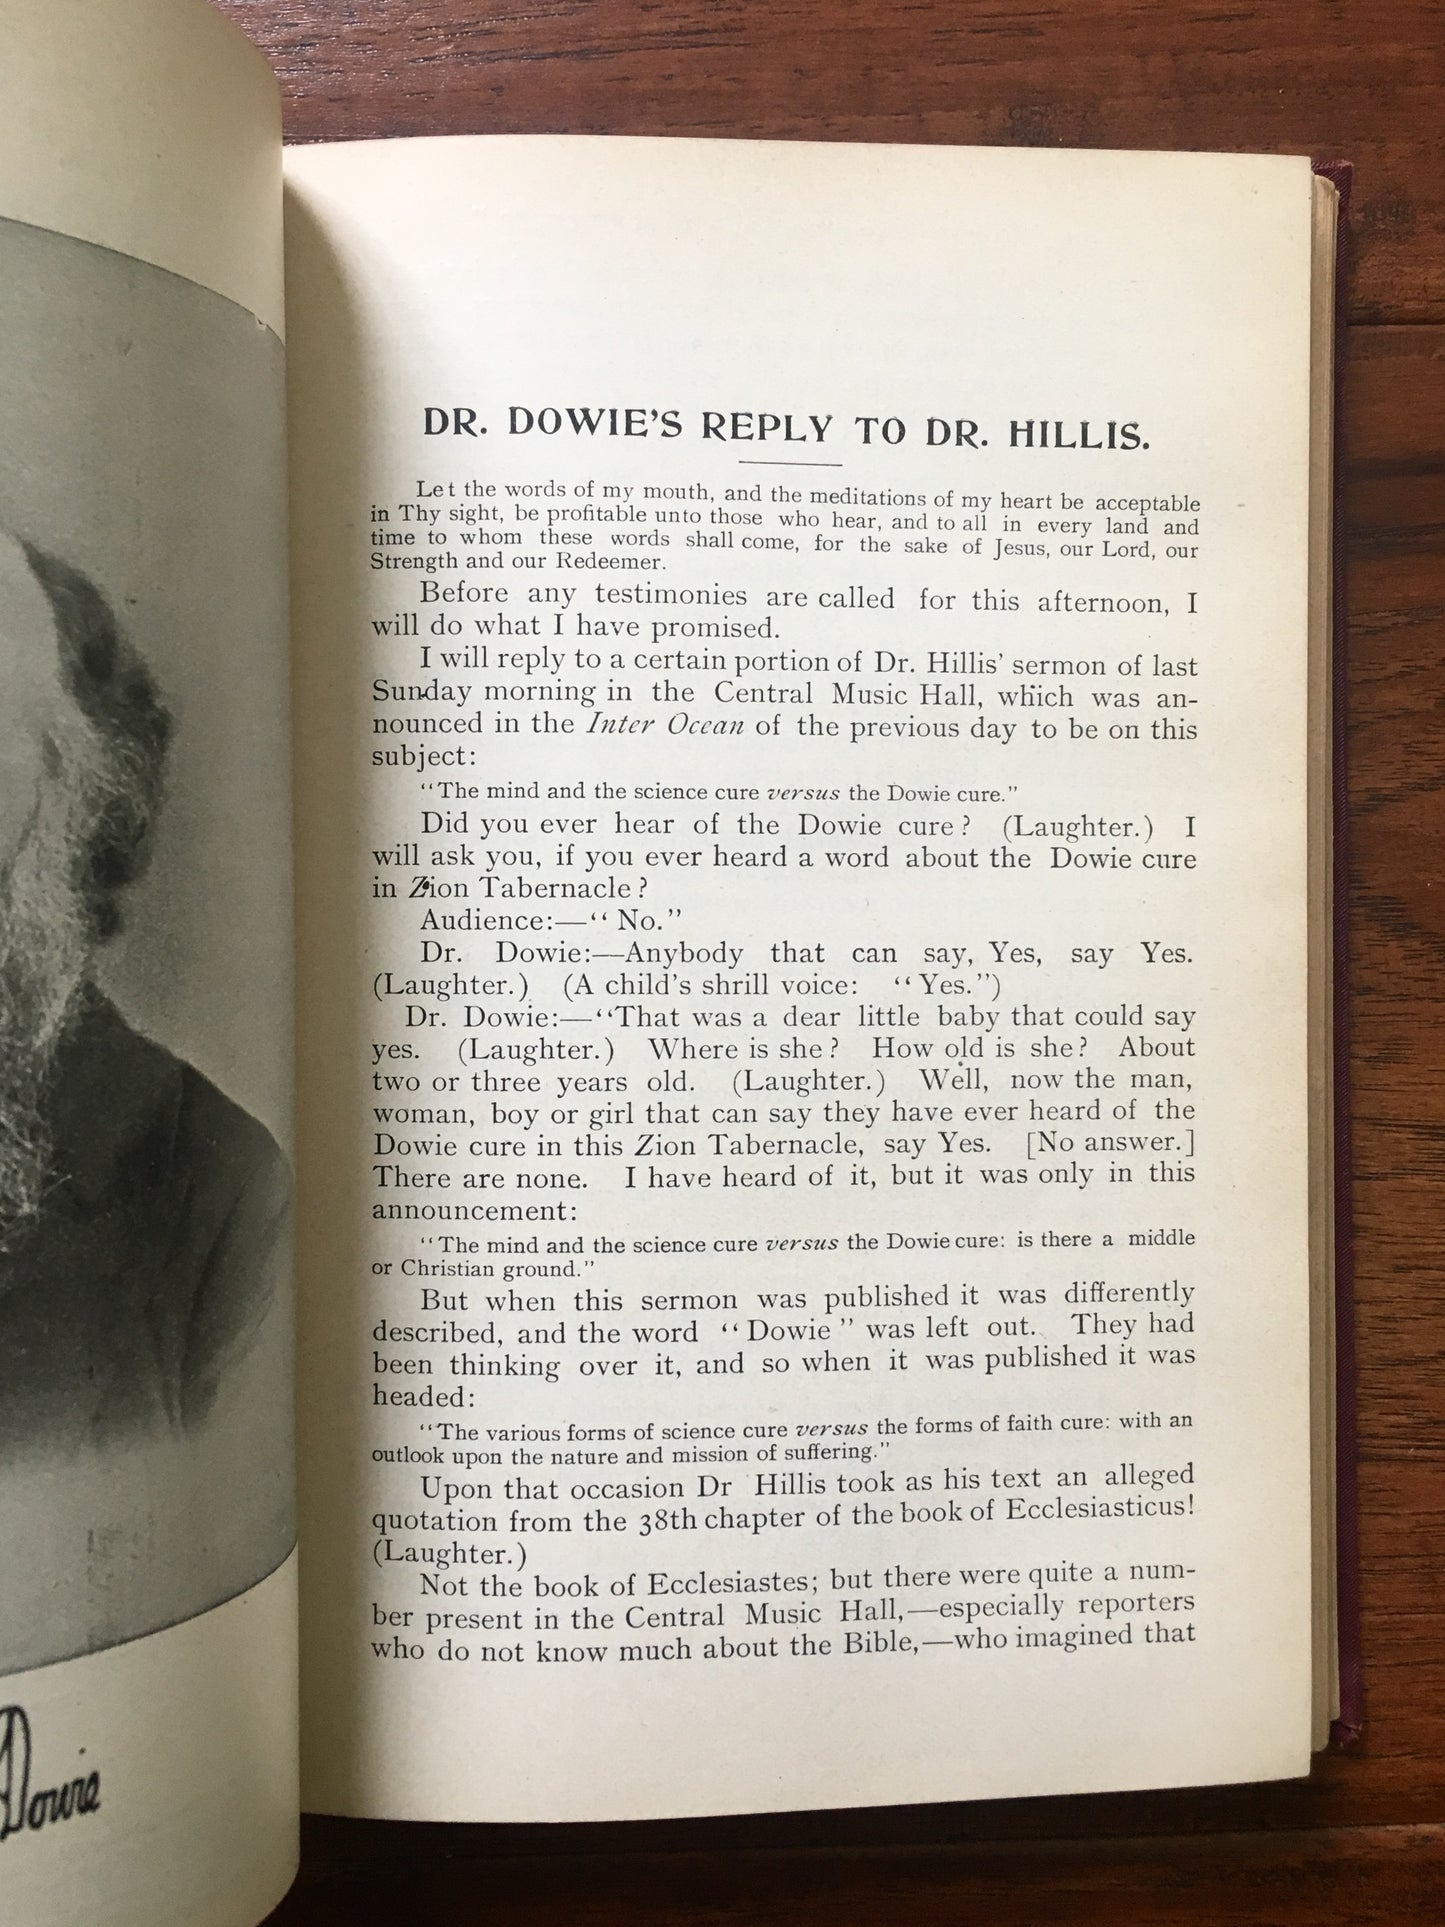 Dowie
DR. DOWIE'S REPLY TO DR. HILLIS.
Let the words of my mouth, and the meditations of my heart be acceptable
in Thy sight, be profitable unto those who hear, and to all in every land and
time to whom these words shall come, for the sake of Jesus, our Lord, our
Strength and our Redeemer.
Before any testimonies are called for this afternoon, I
will do what I have promised.
I will reply to a certain portion of Dr. Hillis' sermon of last
Sunday morning in the Central Music Hall, which was an-
nounced in the Inter Ocean of the previous day to be on this
subject:
"The mind and the science cure versus the Dowie cure."
Did you ever hear of the Dowie cure? (Laughter.) I
will ask you, if you ever heard a word about the Dowie cure
in Zion Tabernacle?
Audience:—"No."
Dr. Dowie:—Anybody that can say, Yes, say Yes.
(Laughter.) (A child's shrill voice: "Yes.")
Dr. Dowie:—"That was a dear little baby that could say
yes. (Laughter.) Where is she? How old is she? About
two or three years old. (Laughter.) Well, now the man,
woman, boy or girl that can say they have ever heard of the
Dowie cure in this Zion Tabernacle, say Yes. [No answer.]
There are none. I have heard of it, but it was only in this
announcement:
"The mind and the science cure versus the Dowie cure: is there a middle
or Christian ground."
But when this sermon was published it was differently
described, and the word "Dowie" was left out. They had
been thinking over it, and so when it was published it was
headed:
"The various forms of science cure versus the forms of faith cure: with an
outlook upon the nature and mission of suffering."
Upon that occasion Dr Hillis took as his text an alleged
quotation from the 38th chapter of the book of Ecclesiasticus!
(Laughter.)
Not the book of Ecclesiastes; but there were quite a num-
ber present in the Central Music Hall,—especially reporters
who do not know much about the Bible,—who imagined that